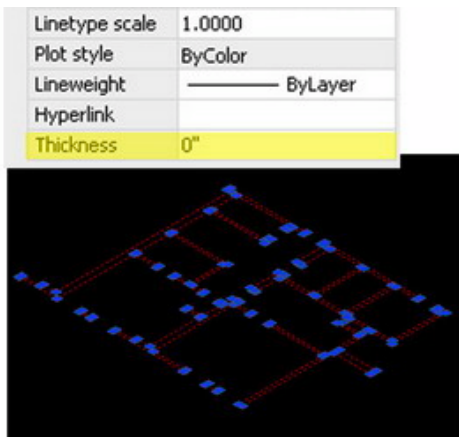 Linetype scale 1.0000
Plot style ByColor
Lineweight ByLayer
Hyperlink
Thickness 0"